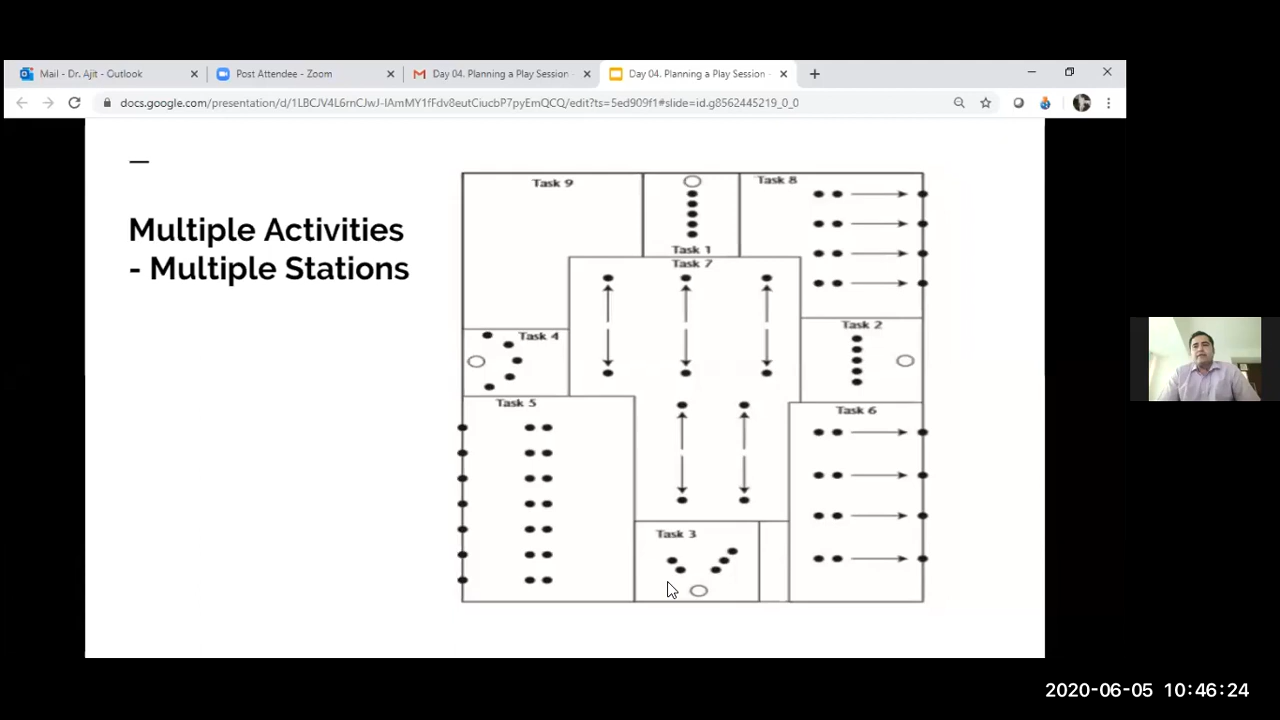 Mail - Dr. Ajit - Outlook
Post Attendee - Zoom
Day 04. Planning a Play Session -
Day 04. Planning a Play Session -
docs.google.com/presentation/d/1LBCJV4L6rnCJwJ-IAmMY1fFdv8eutCiucbP7pyEmQCQ/edit?ts=5ed909f1#slide=id.g8562445219_0_0
Multiple Activities
- Multiple Stations
Task 9
Task 8
Task 1
Task 7
Task 4
Task 2
Task 5
Task 6
Task 3
2020-06-05 10:46:24